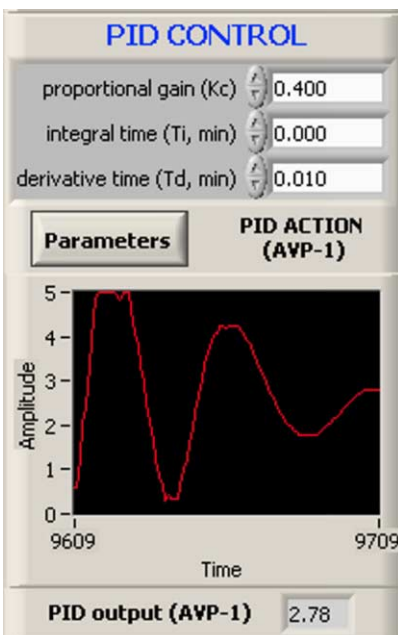 PID CONTROL
proportional gain (Kc) 0.400
integral time (Ti, min) 0.000
derivative time (Td, min) 0.010
Parameters
PID ACTION
(AVP-1)
Amplitude
5
4
3
2
1
0
9609 9709
Time
PID output (AVP-1) 2.78